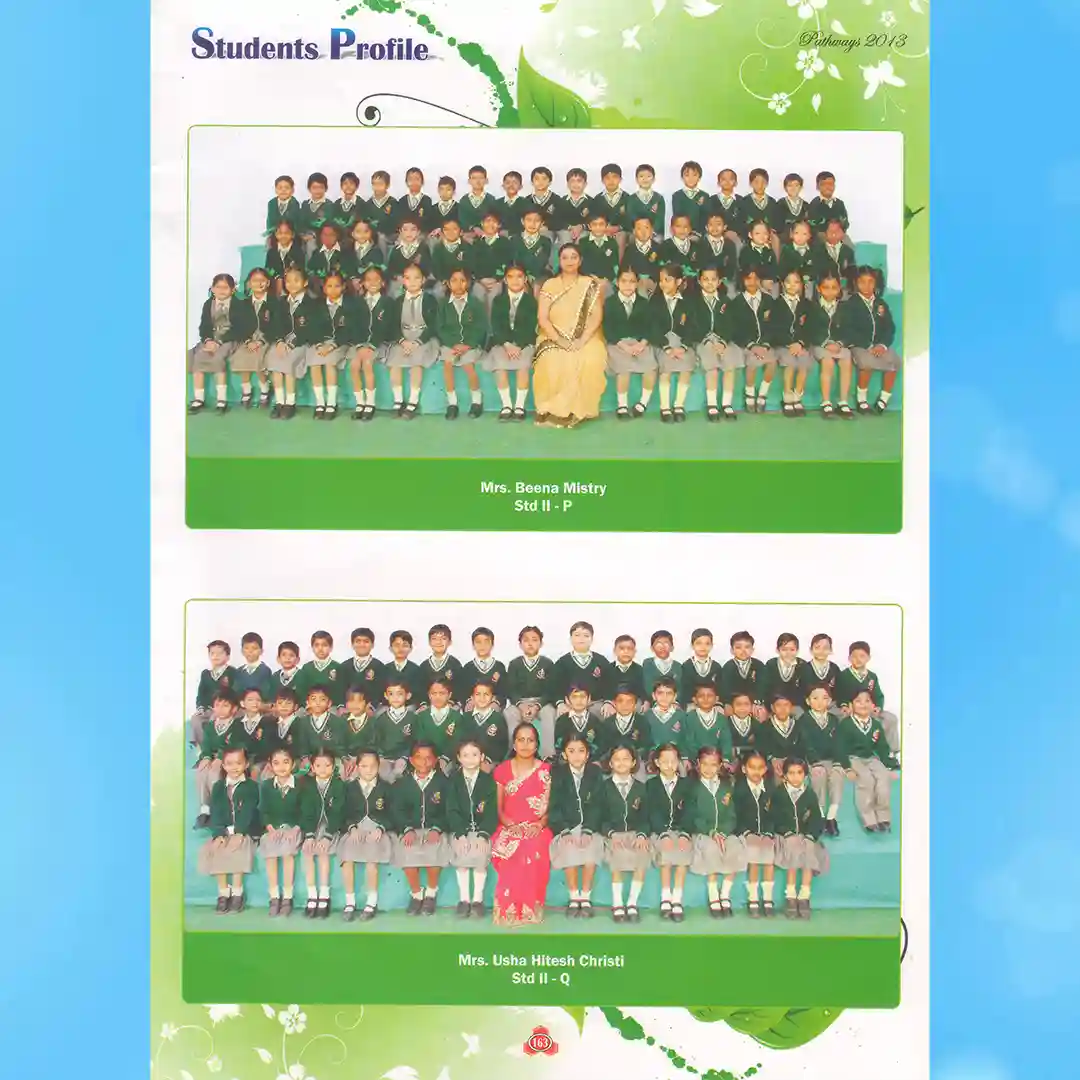 Students Profile
Pathways 2013
Mrs. Beena Mistry
Std II - P
Mrs. Usha Hitesh Christi
Std II - Q
163